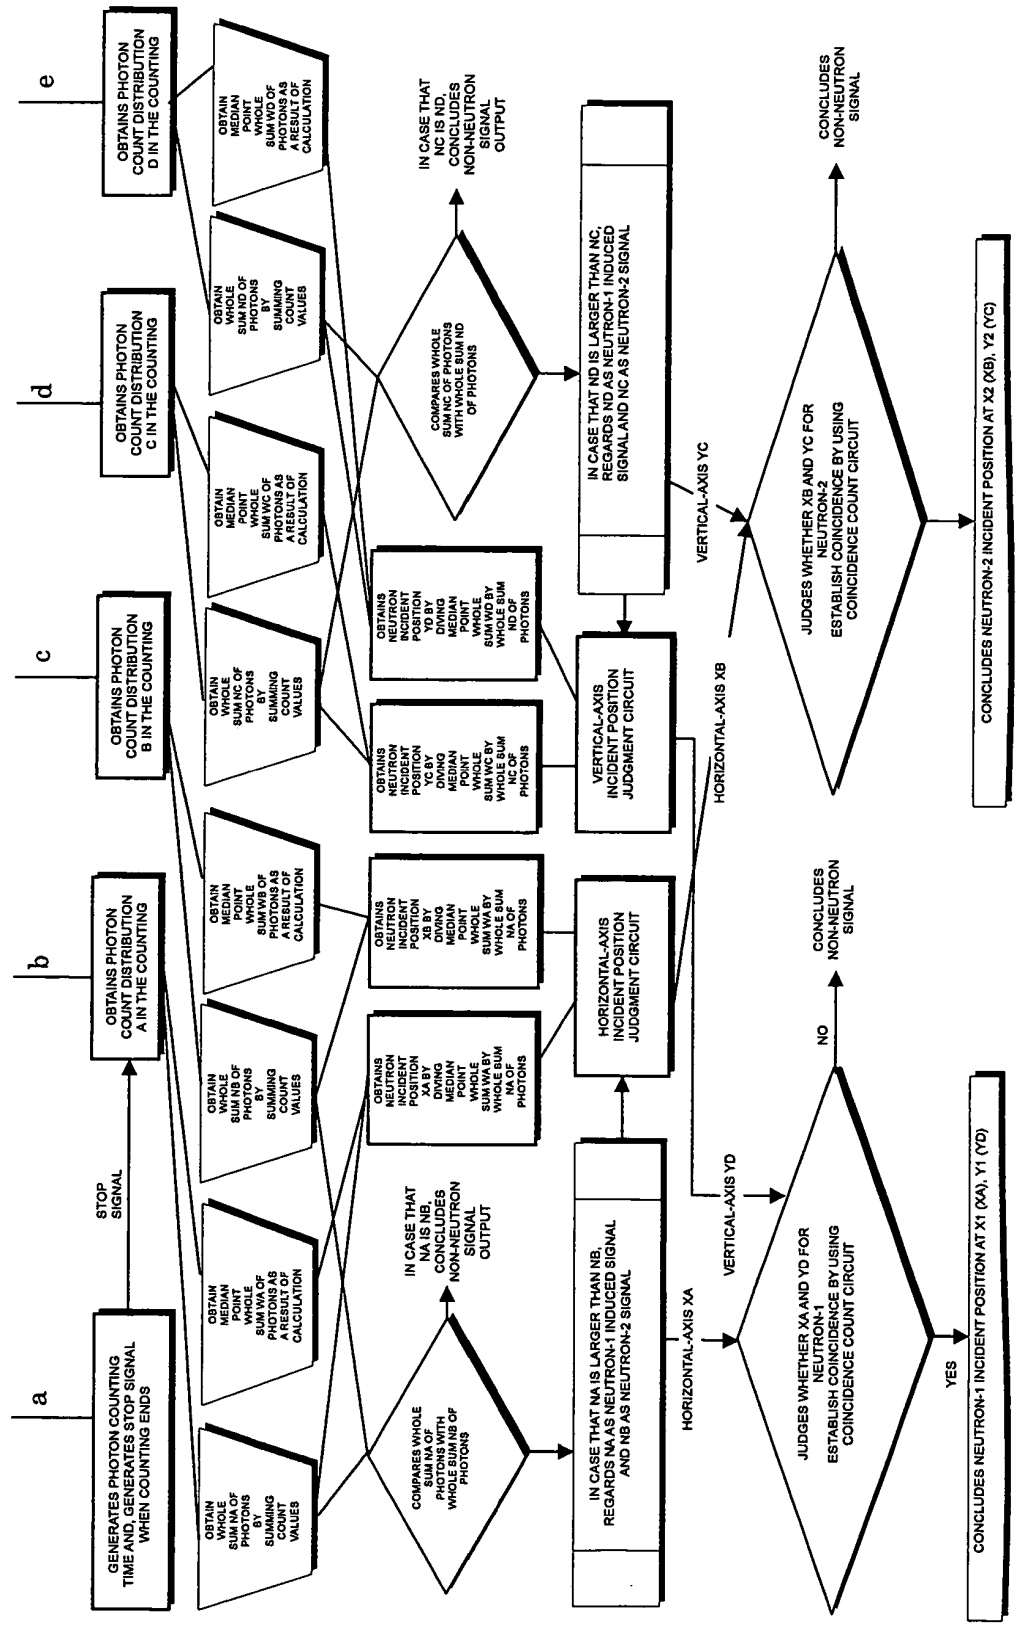 a
b
c
d
e
GENERATES PHOTON COUNTING
TIME AND, GENERATES STOP SIGNAL
WHEN COUNTING ENDS
STOP
SIGNAL
OBTAINS PHOTON
COUNT DISTRIBUTION
A IN THE COUNTING
OBTAINS PHOTON
COUNT DISTRIBUTION
B IN THE COUNTING
OBTAINS PHOTON
COUNT DISTRIBUTION
C IN THE COUNTING
OBTAINS PHOTON
COUNT DISTRIBUTION
D IN THE COUNTING
OBTAIN
WHOLE
SUM NA OF
PHOTONS
BY
SUMMING
COUNT
VALUES
OBTAIN
MEDIAN
POINT
WHOLE
SUM WA OF
PHOTONS AS
A RESULT OF
CALCULATION
OBTAIN
WHOLE
SUM NB OF
PHOTONS
BY
SUMMING
COUNT
VALUES
OBTAIN
MEDIAN
POINT
WHOLE
SUM WB OF
PHOTONS AS
A RESULT OF
CALCULATION
OBTAIN
WHOLE
SUM NC OF
PHOTONS
BY
SUMMING
COUNT
VALUES
OBTAIN
MEDIAN
POINT
WHOLE
SUM WC OF
PHOTONS AS
A RESULT OF
CALCULATION
OBTAIN
WHOLE
SUM ND OF
PHOTONS
BY
SUMMING
COUNT
VALUES
OBTAIN
MEDIAN
POINT
WHOLE
SUM WD OF
PHOTONS AS
A RESULT OF
CALCULATION
COMPARES WHOLE
SUM NA OF
PHOTONS WITH
WHOLE SUM NB OF
PHOTONS
IN CASE THAT
NA IS NB,
CONCLUDES
NON-NEUTRON
SIGNAL
OUTPUT
OBTAINS
NEUTRON
INCIDENT
POSITION
XA BY
DIVING
MEDIAN
POINT
WHOLE
SUM WA BY
WHOLE SUM
NA OF
PHOTONS
OBTAINS
NEUTRON
INCIDENT
POSITION
XB BY
DIVING
MEDIAN
POINT
WHOLE
SUM WA BY
WHOLE SUM
NA OF
PHOTONS
OBTAINS
NEUTRON
INCIDENT
POSITION
YC BY
DIVING
MEDIAN
POINT
WHOLE
SUM WC BY
WHOLE SUM
NC OF
PHOTONS
OBTAINS
NEUTRON
INCIDENT
POSITION
YD BY
DIVING
MEDIAN
POINT
WHOLE
SUM WD BY
WHOLE SUM
ND OF
PHOTONS
COMPARES WHOLE
SUM NC OF PHOTONS
WITH WHOLE SUM ND
OF PHOTONS
IN CASE THAT
NC IS ND,
CONCLUDES
NON-NEUTRON
SIGNAL
OUTPUT
IN CASE THAT NA IS LARGER THAN NB,
REGARDS NA AS NEUTRON-1 INDUCED SIGNAL
AND NB AS NEUTRON-2 SIGNAL
HORIZONTAL-AXIS
INCIDENT POSITION
JUDGMENT CIRCUIT
VERTICAL-AXIS
INCIDENT POSITION
JUDGMENT CIRCUIT
IN CASE THAT ND IS LARGER THAN NC,
REGARDS ND AS NEUTRON-1 INDUCED
SIGNAL AND NC AS NEUTRON-2 SIGNAL
HORIZONTAL-AXIS XA
VERTICAL-AXIS YD
HORIZONTAL-AXIS XB
VERTICAL-AXIS YC
JUDGES WHETHER XA AND YD FOR
NEUTRON-1
ESTABLISH COINCIDENCE BY USING
COINCIDENCE COUNT CIRCUIT
NO
CONCLUDES
NON-NEUTRON
SIGNAL
JUDGES WHETHER XB AND YC FOR
NEUTRON-2
ESTABLISH COINCIDENCE BY USING
COINCIDENCE COUNT CIRCUIT
CONCLUDES
NON-NEUTRON
SIGNAL
YES
CONCLUDES NEUTRON-1 INCIDENT POSITION AT X1 (XA), Y1 (YD)
CONCLUDES NEUTRON-2 INCIDENT POSITION AT X2 (XB), Y2 (YC)